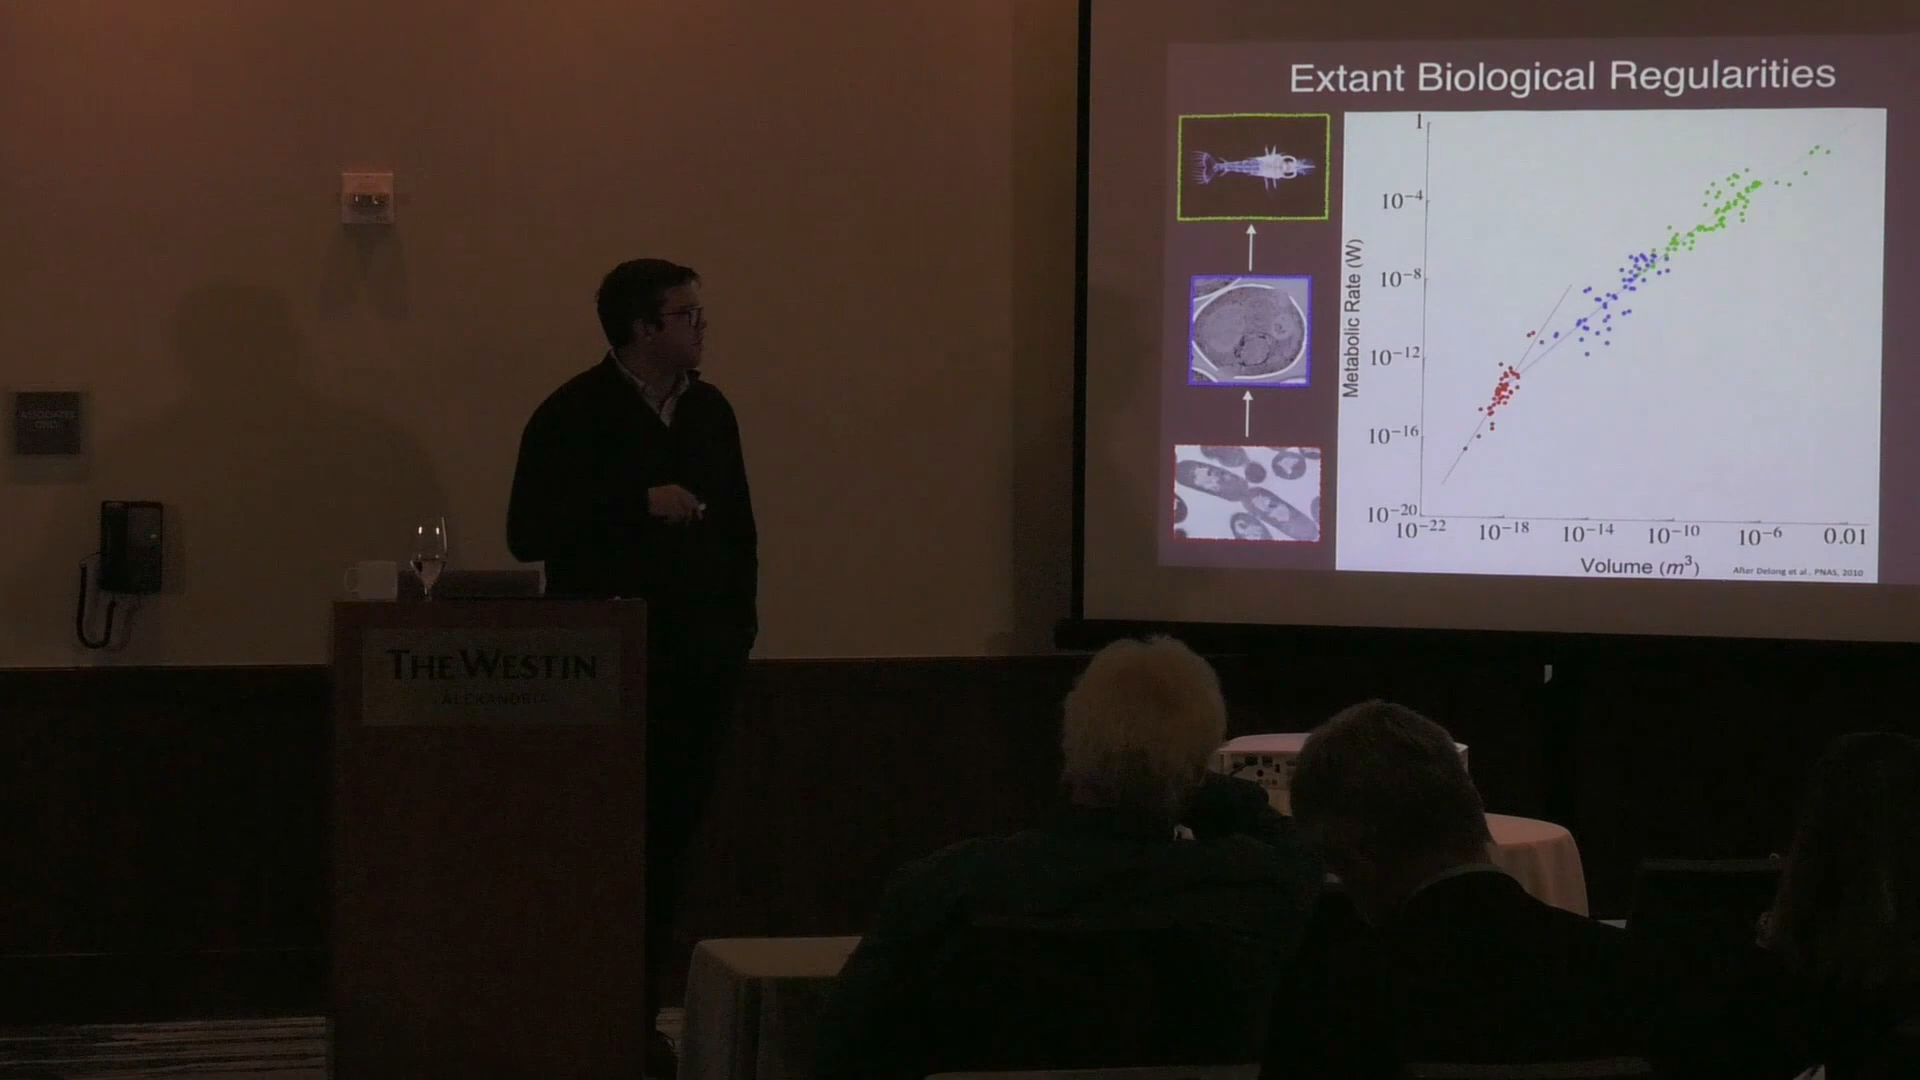 Extant Biological Regularities
1
10−4
10−8
10−12
10−16
10−20
Metabolic Rate (W)
10−22
10−18
10−14
10−10
10−6
0.01
Volume (m3)
After Delong et al., PNAS, 2010
ASSOCIATES
ONLY
THE WESTIN
ALEXANDRIA